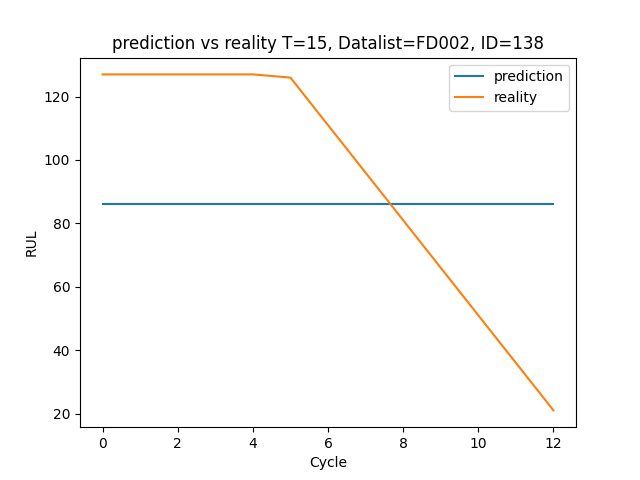 prediction vs reality T=15, Datalist=FD002, ID=138
prediction
reality
RUL
120
100
80
60
40
20
0 2 4 6 8 10 12
Cycle